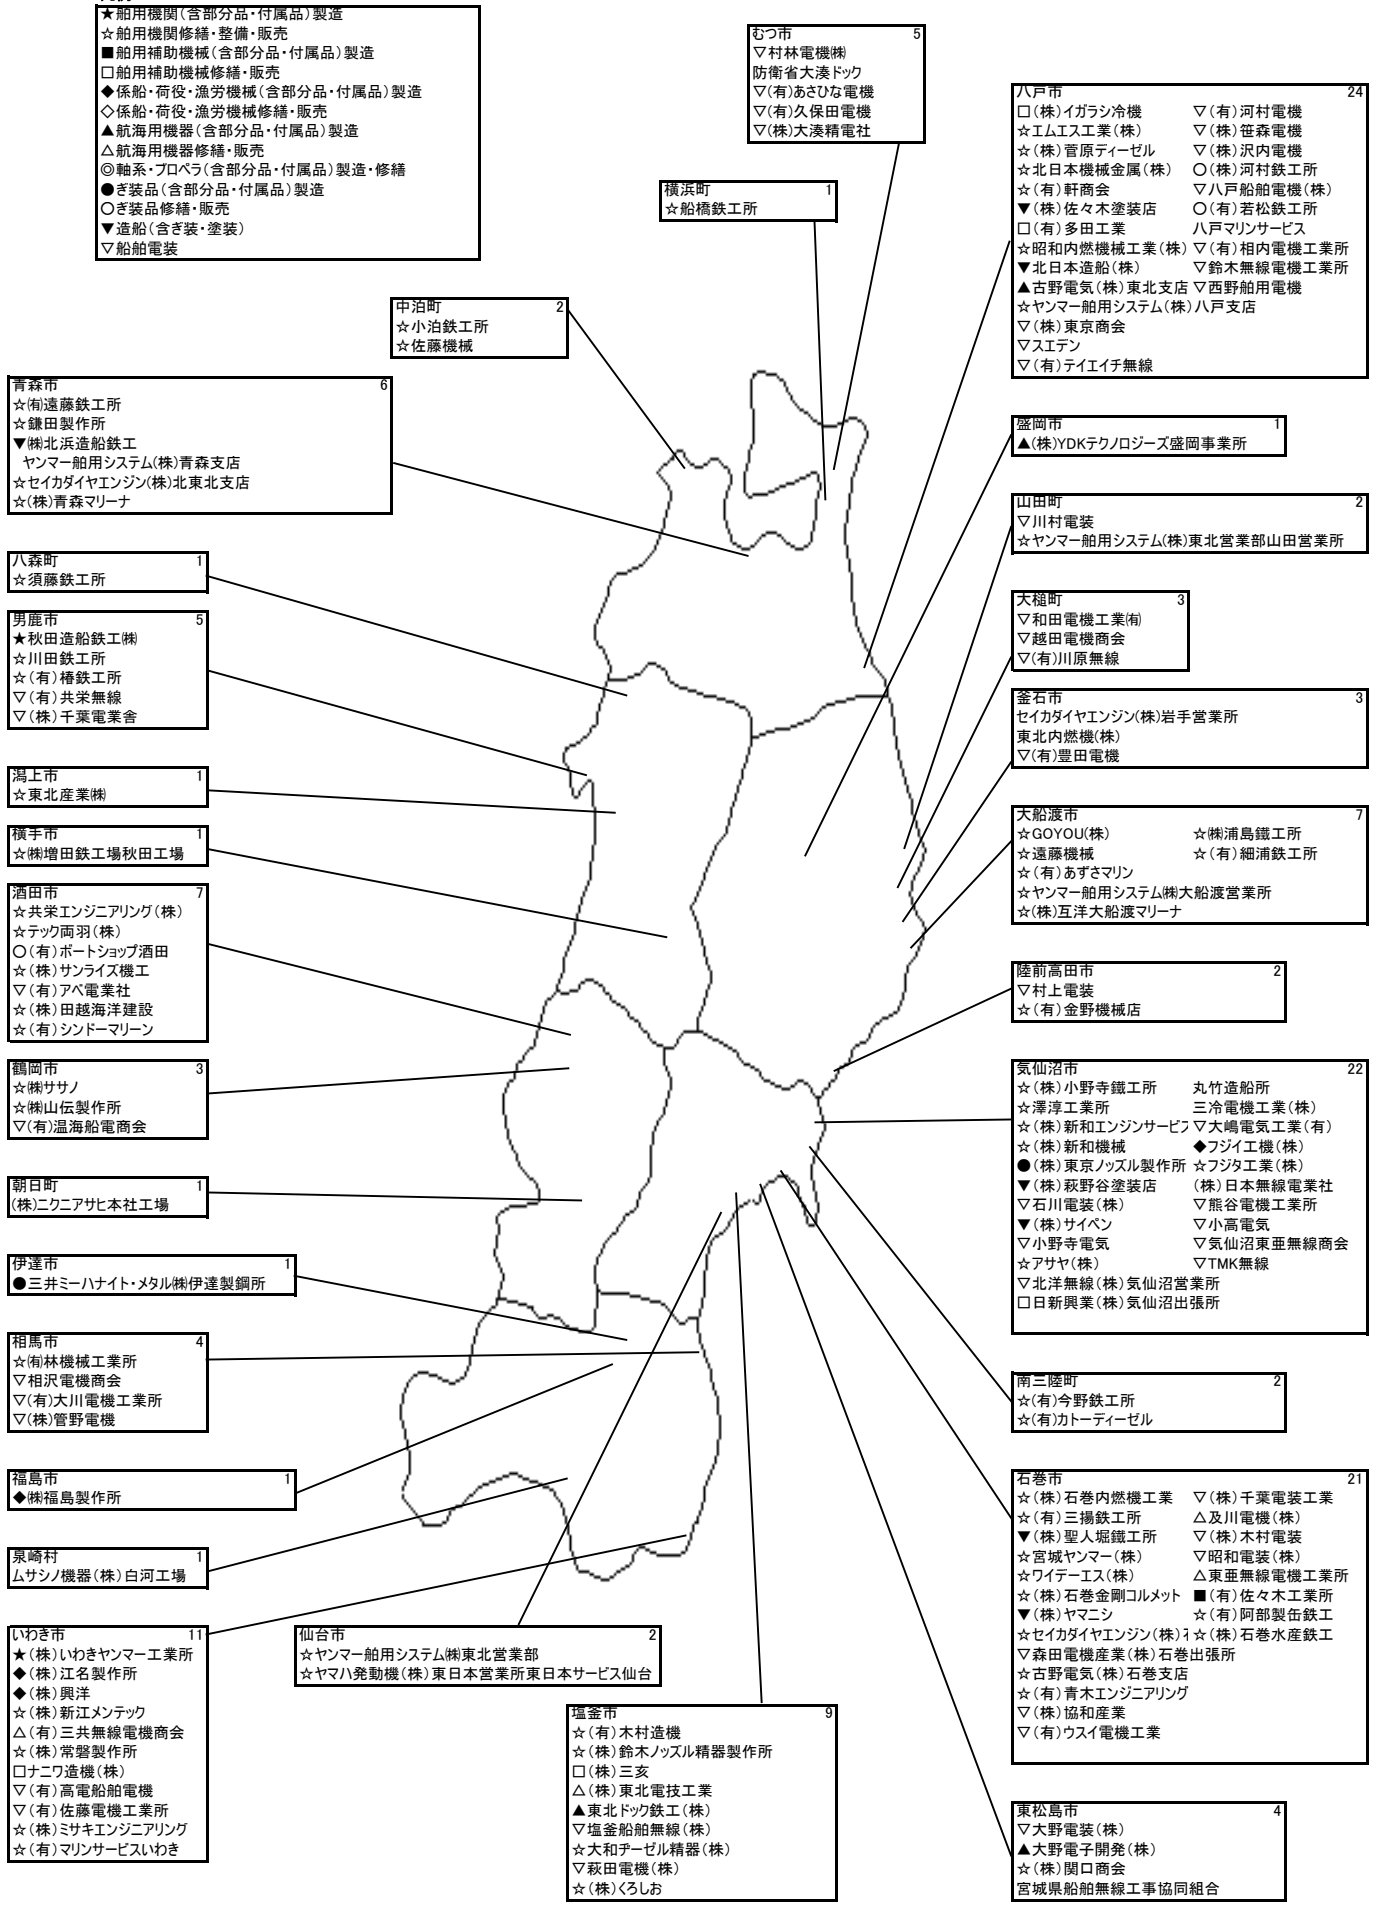 ★舶用機関(含部分品・付属品)製造
☆舶用機関修繕・整備・販売
■舶用補助機械(含部分品・付属品)製造
□舶用補助機械修繕・販売
◆係船・荷役・漁労機械(含部分品・付属品)製造
◇係船・荷役・漁労機械修繕・販売
▲航海用機器(含部分品・付属品)製造
△航海用機器修繕・販売
◎軸系・プロペラ(含部分品・付属品)製造・修繕
●ぎ装品(含部分品・付属品)製造
○ぎ装品修繕・販売
▼造船(含ぎ装・塗装)
▽船舶電装
むつ市 5
▽村林電機㈱
防衛省大湊ドック
▽(有)あさひな電機
▽(有)久保田電機
▽(株)大湊精電社
横浜町 1
☆船橋鉄工所
八戸市 24
□(株)イガラシ冷機 ▽(有)河村電機
☆エムエス工業(株) ▽(株)笹森電機
☆(株)菅原ディーゼル ▽(株)沢内電機
☆北日本機械金属(株) ○(株)河村鉄工所
☆(有)軒商会 ▽八戸船舶電機(株)
▼(株)佐々木塗装店 ○(有)若松鉄工所
□(有)多田工業 八戸マリンサービス
☆昭和内燃機械工業(株) ▽(有)相内電機工業所
▼北日本造船(株) ▽鈴木無線電機工業所
▲古野電気(株)東北支店 ▽西野舶用電機
☆ヤンマー舶用システム(株)八戸支店
▽(株)東京商会
▽スエデン
▽(有)テイエイチ無線
中泊町 2
☆小泊鉄工所
☆佐藤機械
青森市 6
☆㈲遠藤鉄工所
☆鎌田製作所
▼㈱北浜造船鉄工
ヤンマー舶用システム(株)青森支店
☆セイカダイヤエンジン(株)北東北支店
☆(株)青森マリーナ
盛岡市 1
▲(株)YDKテクノロジーズ盛岡事業所
山田町 2
▽川村電装
☆ヤンマー舶用システム(株)東北営業部山田営業所
八森町 1
☆須藤鉄工所
大槌町 3
▽和田電機工業㈲
▽越田電機商会
▽(有)川原無線
男鹿市 5
★秋田造船鉄工㈱
☆川田鉄工所
☆(有)椿鉄工所
▽(有)共栄無線
▽(株)千葉電業舎
釜石市 3
セイカダイヤエンジン(株)岩手営業所
東北内燃機(株)
▽(有)豊田電機
潟上市 1
☆東北産業㈱
横手市 1
☆㈱増田鉄工場秋田工場
大船渡市 7
☆GOYOU(株) ☆㈱浦島鐵工所
☆遠藤機械 ☆(有)細浦鉄工所
☆(有)あずさマリン
☆ヤンマー舶用システム㈱大船渡営業所
☆(株)互洋大船渡マリーナ
酒田市 7
☆共栄エンジニアリング(株)
☆テック両羽(株)
○(有)ボートショップ酒田
☆(株)サンライズ機工
▽(有)アベ電業社
☆(株)田越海洋建設
☆(有)シンドーマリーン
陸前高田市 2
▽村上電装
☆(有)金野機械店
鶴岡市 3
☆㈱ササノ
☆㈱山伝製作所
▽(有)温海船電商会
気仙沼市 22
☆(株)小野寺鐵工所 丸竹造船所
☆澤淳工業所 三冷電機工業(株)
☆(株)新和エンジンサービス ▽大嶋電気工業(有)
☆(株)新和機械 ◆フジイ工機(株)
●(株)東京ノッズル製作所 ☆フジタ工業(株)
▼(株)萩野谷塗装店 (株)日本無線電業社
▽石川電装(株) ▽熊谷電機工業所
▼(株)サイペン ▽小高電気
▽小野寺電気 ▽気仙沼東亜無線商会
☆アサヤ(株) ▽TMK無線
▽北洋無線(株)気仙沼営業所
□日新興業(株)気仙沼出張所
朝日町 1
(株)ニクニアサヒ本社工場
伊達市 1
●三井ミーハナイト・メタル㈱伊達製鋼所
相馬市 4
☆㈲林機械工業所
▽相沢電機商会
▽(有)大川電機工業所
▽(株)管野電機
南三陸町 2
☆(有)今野鉄工所
☆(有)カトーディーゼル
福島市 1
◆㈱福島製作所
石巻市 21
☆(株)石巻内燃機工業 ▽(株)千葉電装工業
☆(有)三揚鉄工所 △及川電機(株)
▼(株)聖人堀鐵工所 ▽(株)木村電装
☆宮城ヤンマー(株) ▽昭和電装(株)
☆ワイデーエス(株) △東亜無線電機工業所
☆(株)石巻金剛コルメット ■(有)佐々木工業所
▼(株)ヤマニシ ☆(有)阿部製缶鉄工
☆セイカダイヤエンジン(株) ☆(株)石巻水産鉄工
▽森田電機産業(株)石巻出張所
☆古野電気(株)石巻支店
☆(有)青木エンジニアリング
▽(株)協和産業
▽(有)ウスイ電機工業
泉崎村 1
ムサシノ機器(株)白河工場
いわき市 11
★(株)いわきヤンマー工業所
◆(株)江名製作所
◆(株)興洋
☆(株)新江メンテック
△(有)三共無線電機商会
☆(株)常磐製作所
□ナニワ造機(株)
▽(有)高電船舶電機
▽(有)佐藤電機工業所
☆(株)ミサキエンジニアリング
☆(有)マリンサービスいわき
仙台市 2
☆ヤンマー舶用システム㈱東北営業部
☆ヤマハ発動機(株)東日本営業所東日本サービス仙台
塩釜市 9
☆(有)木村造機
☆(株)鈴木ノッズル精器製作所
□(株)三亥
△(株)東北電技工業
▲東北ドック鉄工(株)
▽塩釜船舶無線(株)
☆大和ヂーゼル精器(株)
▽萩田電機(株)
☆(株)くろしお
東松島市 4
▽大野電装(株)
▲大野電子開発(株)
☆(株)関口商会
宮城県船舶無線工事協同組合